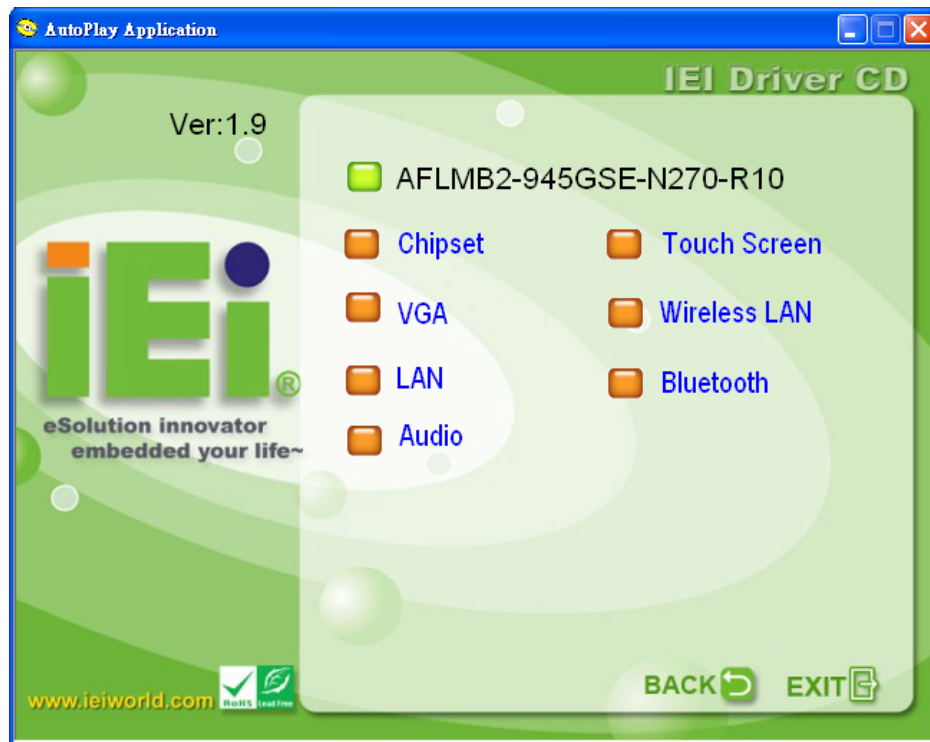 AutoPlay Application
IEI Driver CD
Ver:1.9
AFLMB2-945GSE-N270-R10
Chipset
Touch Screen
VGA
Wireless LAN
LAN
Bluetooth
Audio
iEi®
eSolution innovator
embedded your life~
www.ieiworld.com
RoHS
Lead Free
BACK
EXIT